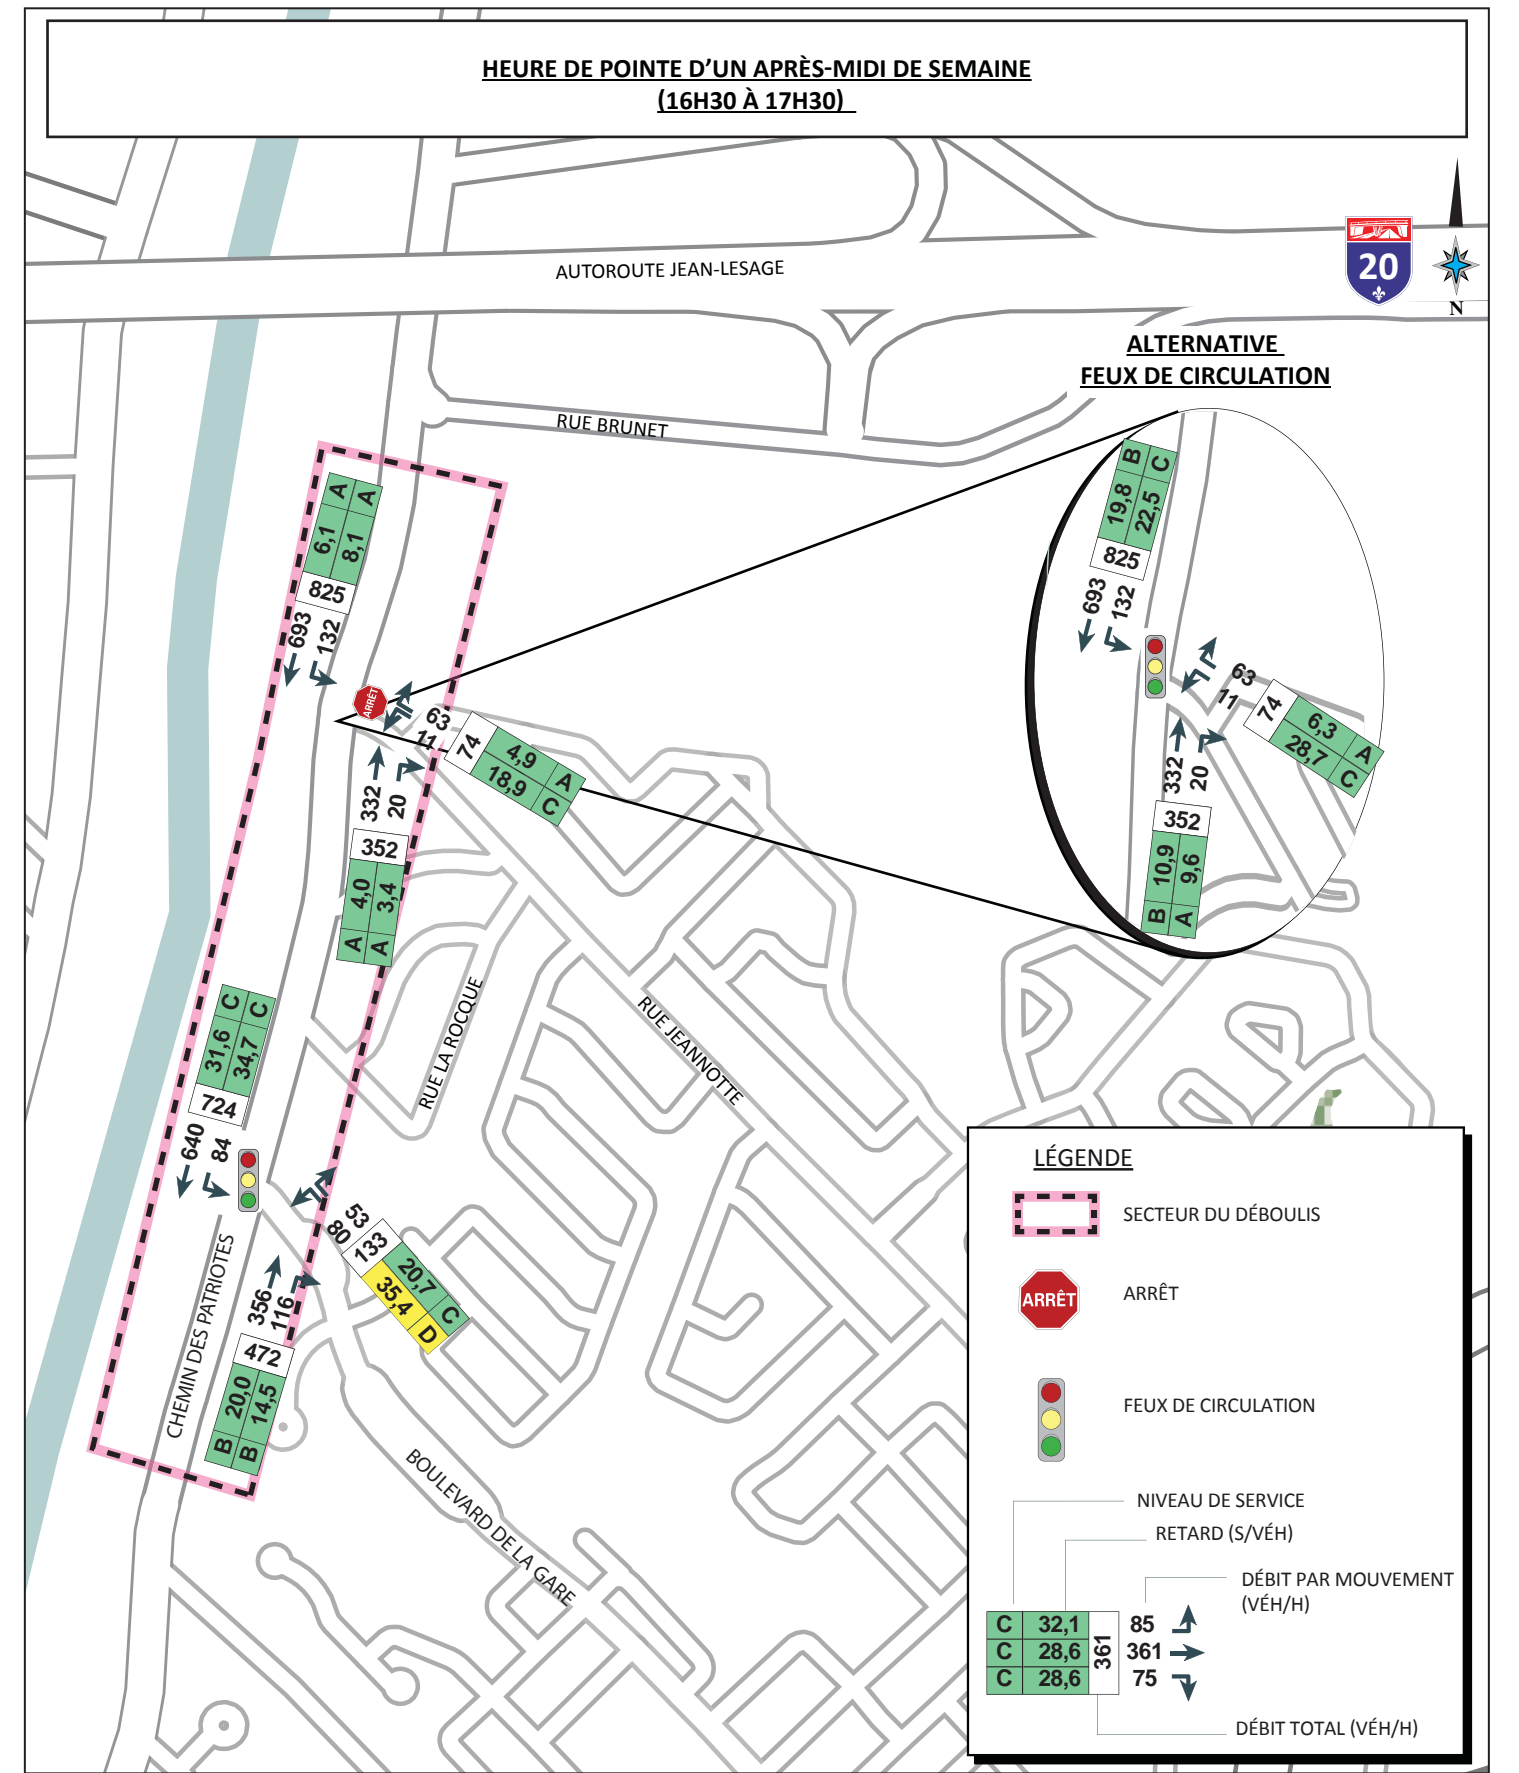 HEURE DE POINTE D'UN APRÈS-MIDI DE SEMAINE
(16H30 À 17H30)
AUTOROUTE JEAN-LESAGE
20
N
ALTERNATIVE
FEUX DE CIRCULATION
RUE BRUNET
B C
19,8 22,5
825
693 132
63
11
74
6,3 A
28,7 C
332 20
352
10,9 9,6
B A
A A
6,1 8,1
825
693 132
ARRÊT
63
11
74
4,9 A
18,9 C
332 20
352
4,0 3,4
A A
C C
31,6 34,7
724
640 84
53
80
133
20,7 C
35,4 D
356 116
472
20,0 14,5
B B
RUE LA ROCQUE
RUE JEANNOTTE
CHEMIN DES PATRIOTES
BOULEVARD DE LA GARE
LÉGENDE
SECTEUR DU DÉBOULIS
ARRÊT
ARRÊT
FEUX DE CIRCULATION
NIVEAU DE SERVICE
RETARD (S/VÉH)
DÉBIT PAR MOUVEMENT
(VÉH/H)
C 32,1 85
C 28,6 361 361
C 28,6 75
DÉBIT TOTAL (VÉH/H)